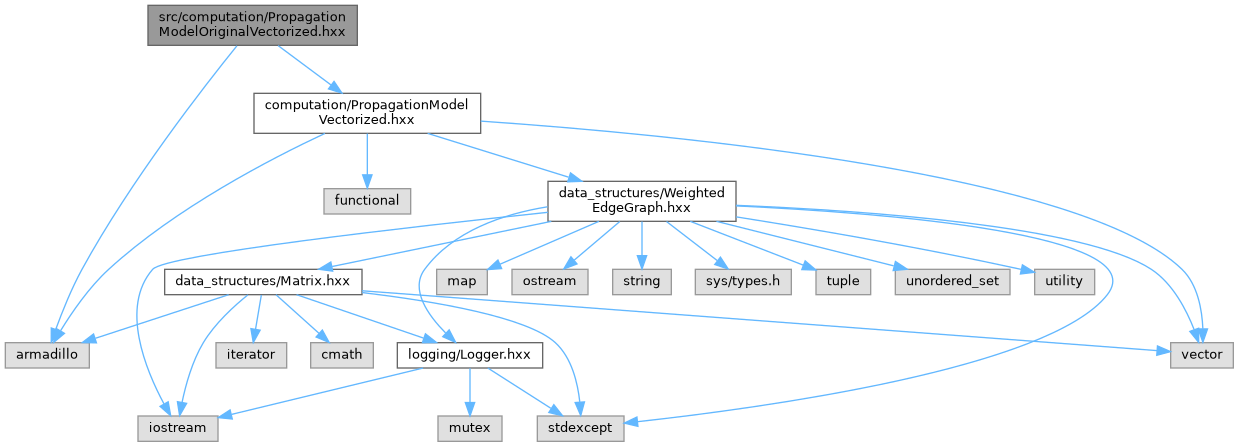 src/computation/Propagation
ModelOriginalVectorized.hxx
computation/PropagationModel
Vectorized.hxx
functional
data_structures/Weighted
EdgeGraph.hxx
data_structures/Matrix.hxx
map
ostream
string
sys/types.h
tuple
unordered_set
utility
armadillo
iterator
cmath
logging/Logger.hxx
vector
iostream
mutex
stdexcept